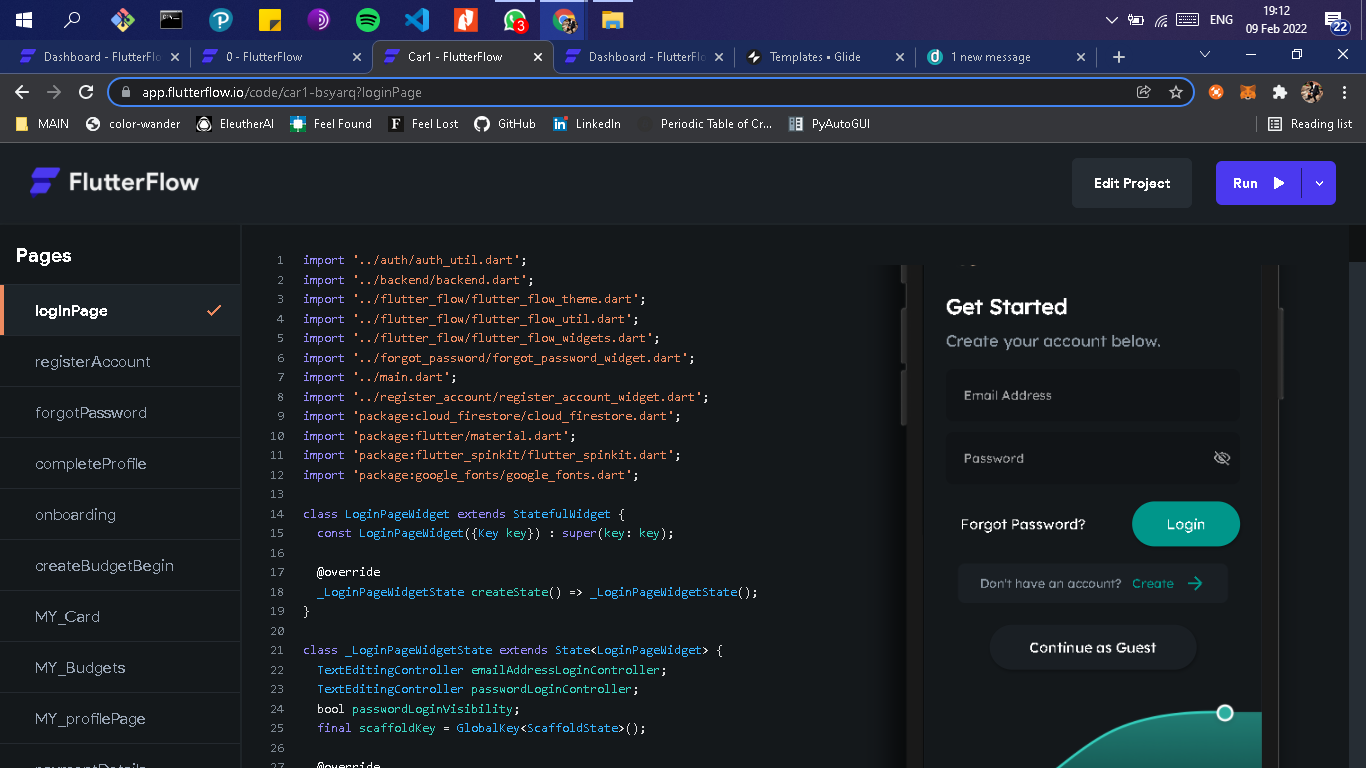 ENG
19:12
09 Feb 2022
22
3
Dashboard - FlutterFlo
0 - FlutterFlow
Car1 - FlutterFlow
Dashboard - FlutterFlo
Templates • Glide
1 new message
app.flutterflow.io/code/car1-bsyarq?loginPage
MAIN
color-wander
EleutherAI
Feel Found
Feel Lost
GitHub
LinkedIn
Periodic Table of Cr...
PyAutoGUI
Reading list
FlutterFlow
Edit Project
Run
Pages
logInPage
registerAccount
forgotPassword
completeProfile
onboarding
createBudgetBegin
MY_Card
MY_Budgets
MY_profilePage
paymentDetails
1 import '../auth/auth_util.dart';
2 import '../backend/backend.dart';
3 import '../flutter_flow/flutter_flow_theme.dart';
4 import '../flutter_flow/flutter_flow_util.dart';
5 import '../flutter_flow/flutter_flow_widgets.dart';
6 import '../forgot_password/forgot_password_widget.dart';
7 import '../main.dart';
8 import '../register_account/register_account_widget.dart';
9 import 'package:cloud_firestore/cloud_firestore.dart';
10 import 'package:flutter/material.dart';
11 import 'package:flutter_spinkit/flutter_spinkit.dart';
12 import 'package:google_fonts/google_fonts.dart';
13
14 class LoginPageWidget extends StatefulWidget {
15 const LoginPageWidget({Key key}) : super(key: key);
16
17 @override
18 _LoginPageWidgetState createState() => _LoginPageWidgetState();
19 }
20
21 class _LoginPageWidgetState extends State<LoginPageWidget> {
22 TextEditingController emailAddressLoginController;
23 TextEditingController passwordLoginController;
24 bool passwordLoginVisibility;
25 final scaffoldKey = GlobalKey<ScaffoldState>();
26
27 @override
Get Started
Create your account below.
Email Address
Password
Forgot Password?
Login
Don't have an account? Create
Continue as Guest